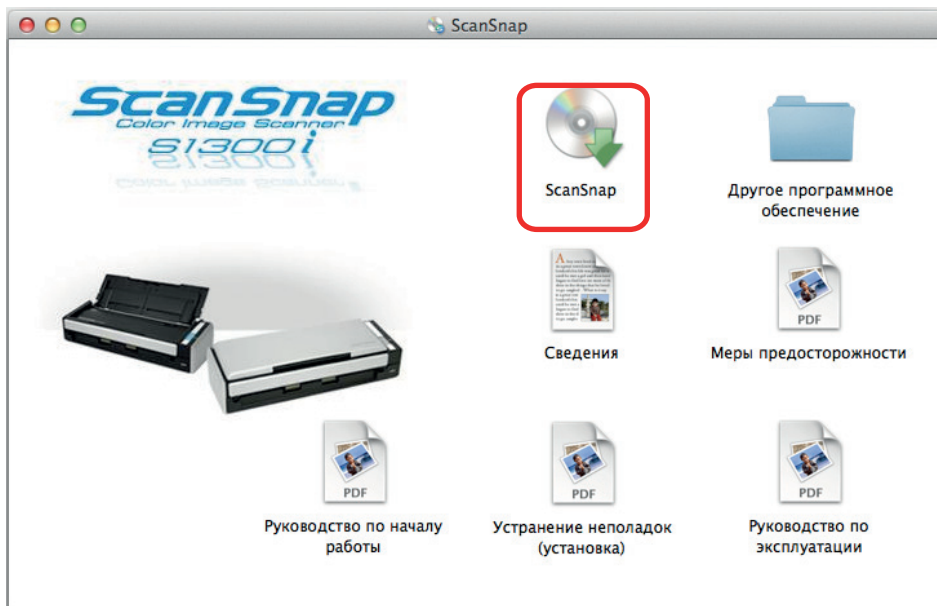 ScanSnap
ScanSnap
Color Image Scanner
S1300i
ScanSnap
Другое программное
обеспечение
Сведения
PDF
Меры предосторожности
PDF
Руководство по началу
работы
PDF
Устранение неполадок
(установка)
PDF
Руководство по
эксплуатации